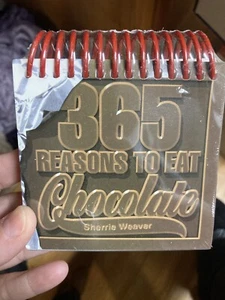 365
REASONS TO EAT
Chocolate
Sherrie Weaver